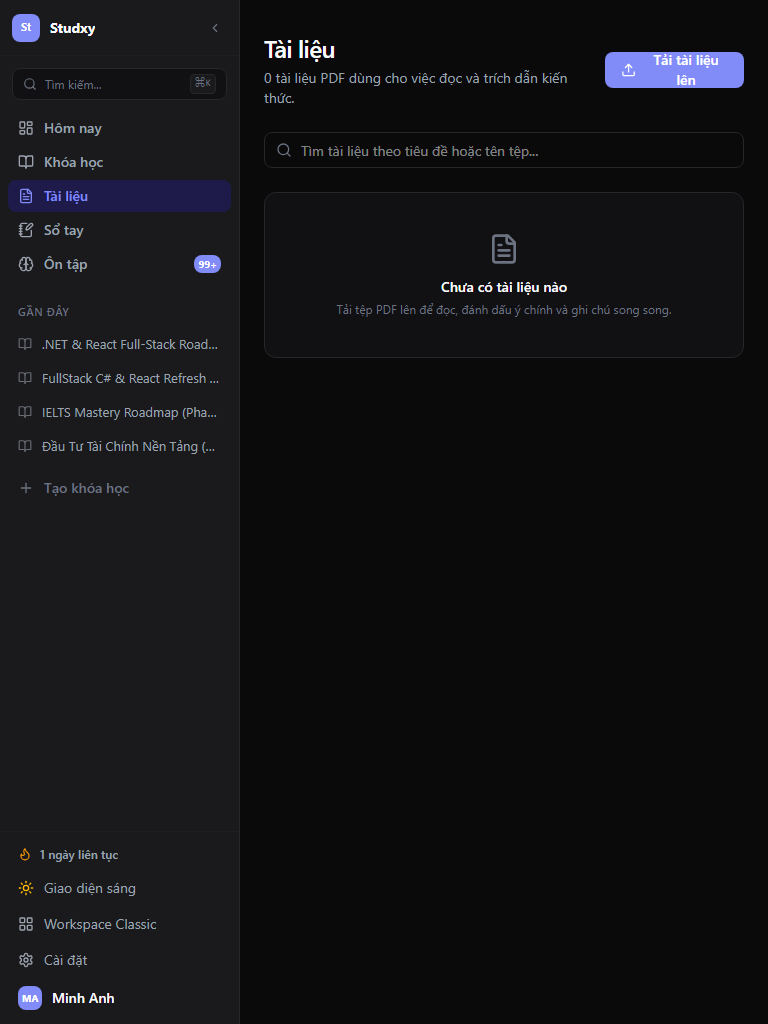 St
Studxy
Tìm kiếm...
⌘K
Hôm nay
Khóa học
Tài liệu
Sổ tay
Ôn tập
99+
GẦN ĐÂY
.NET & React Full-Stack Road...
FullStack C# & React Refresh ...
IELTS Mastery Roadmap (Pha...
Đầu Tư Tài Chính Nền Tảng (...
Tạo khóa học
1 ngày liên tục
Giao diện sáng
Workspace Classic
Cài đặt
MA
Minh Anh
Tài liệu
0 tài liệu PDF dùng cho việc đọc và trích dẫn kiến
thức.
Tải tài liệu
lên
Tìm tài liệu theo tiêu đề hoặc tên tệp...
Chưa có tài liệu nào
Tải tệp PDF lên để đọc, đánh dấu ý chính và ghi chú song song.